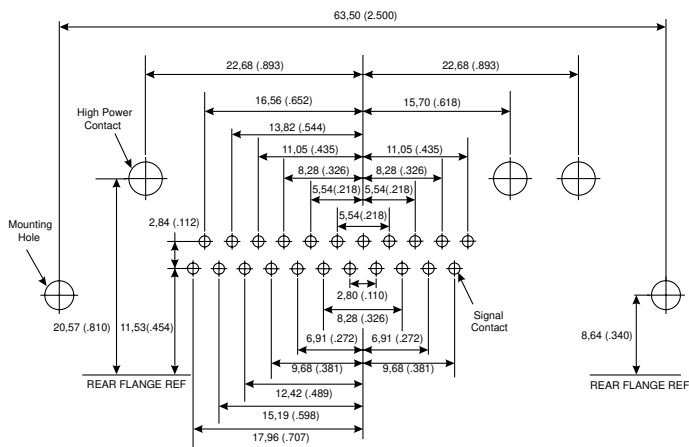 63,50 (2.500)
22,68 (.893) 22,68 (.893)
16,56 (.652) 15,70 (.618)
High Power
Contact
13,82 (.544)
11,05 (.435) 11,05 (.435)
8,28 (.326) 8,28 (.326)
5,54(.218) 5,54(.218)
5,54(.218)
2,84 (.112)
Mounting
Hole
2,80 (.110)
Signal
Contact
8,28 (.326)
20,57 (.810) 11,53(.454)
6,91 (.272) 6,91 (.272)
8,64 (.340)
9,68 (.381) 9,68 (.381)
REAR FLANGE REF REAR FLANGE REF
12,42 (.489)
15,19 (.598)
17,96 (.707)